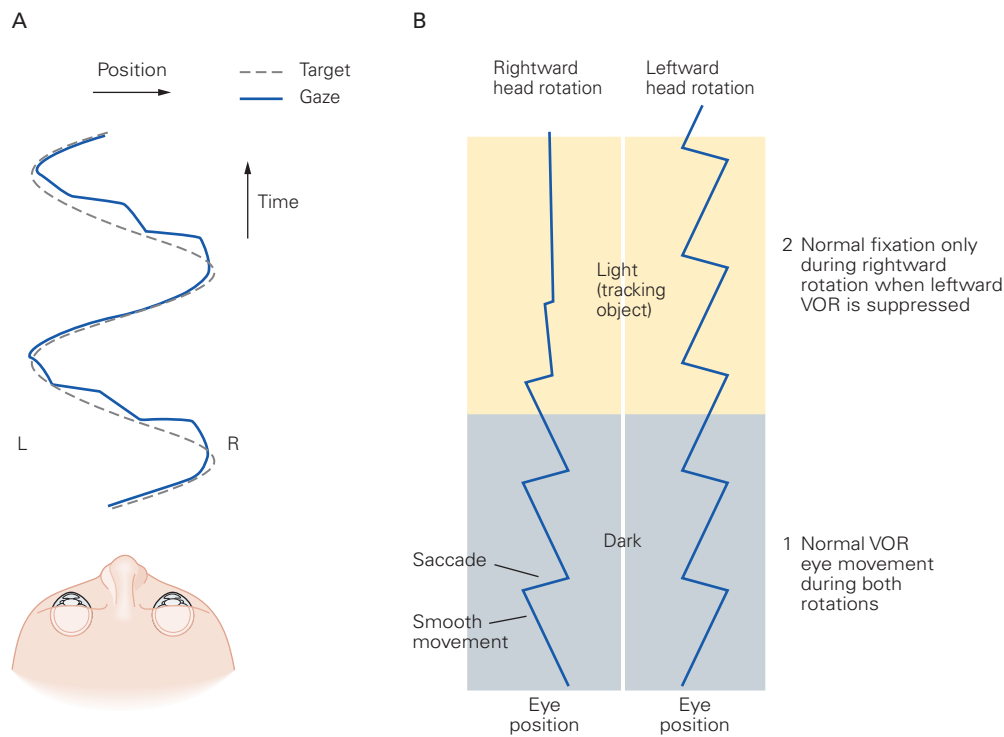 A
Position
Target
Gaze
Time
L
R
B
Rightward
head rotation
Leftward
head rotation
Light
(tracking
object)
2 Normal fixation only
during rightward
rotation when leftward
VOR is suppressed
Dark
Saccade
Smooth
movement
1 Normal VOR
eye movement
during both
rotations
Eye
position
Eye
position